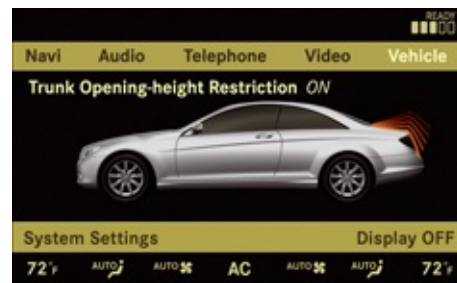 READY
Navi Audio Telephone Video Vehicle
Trunk Opening-height Restriction ON
System Settings Display OFF
72°F AUTO AUTO AC AUTO AUTO 72°F